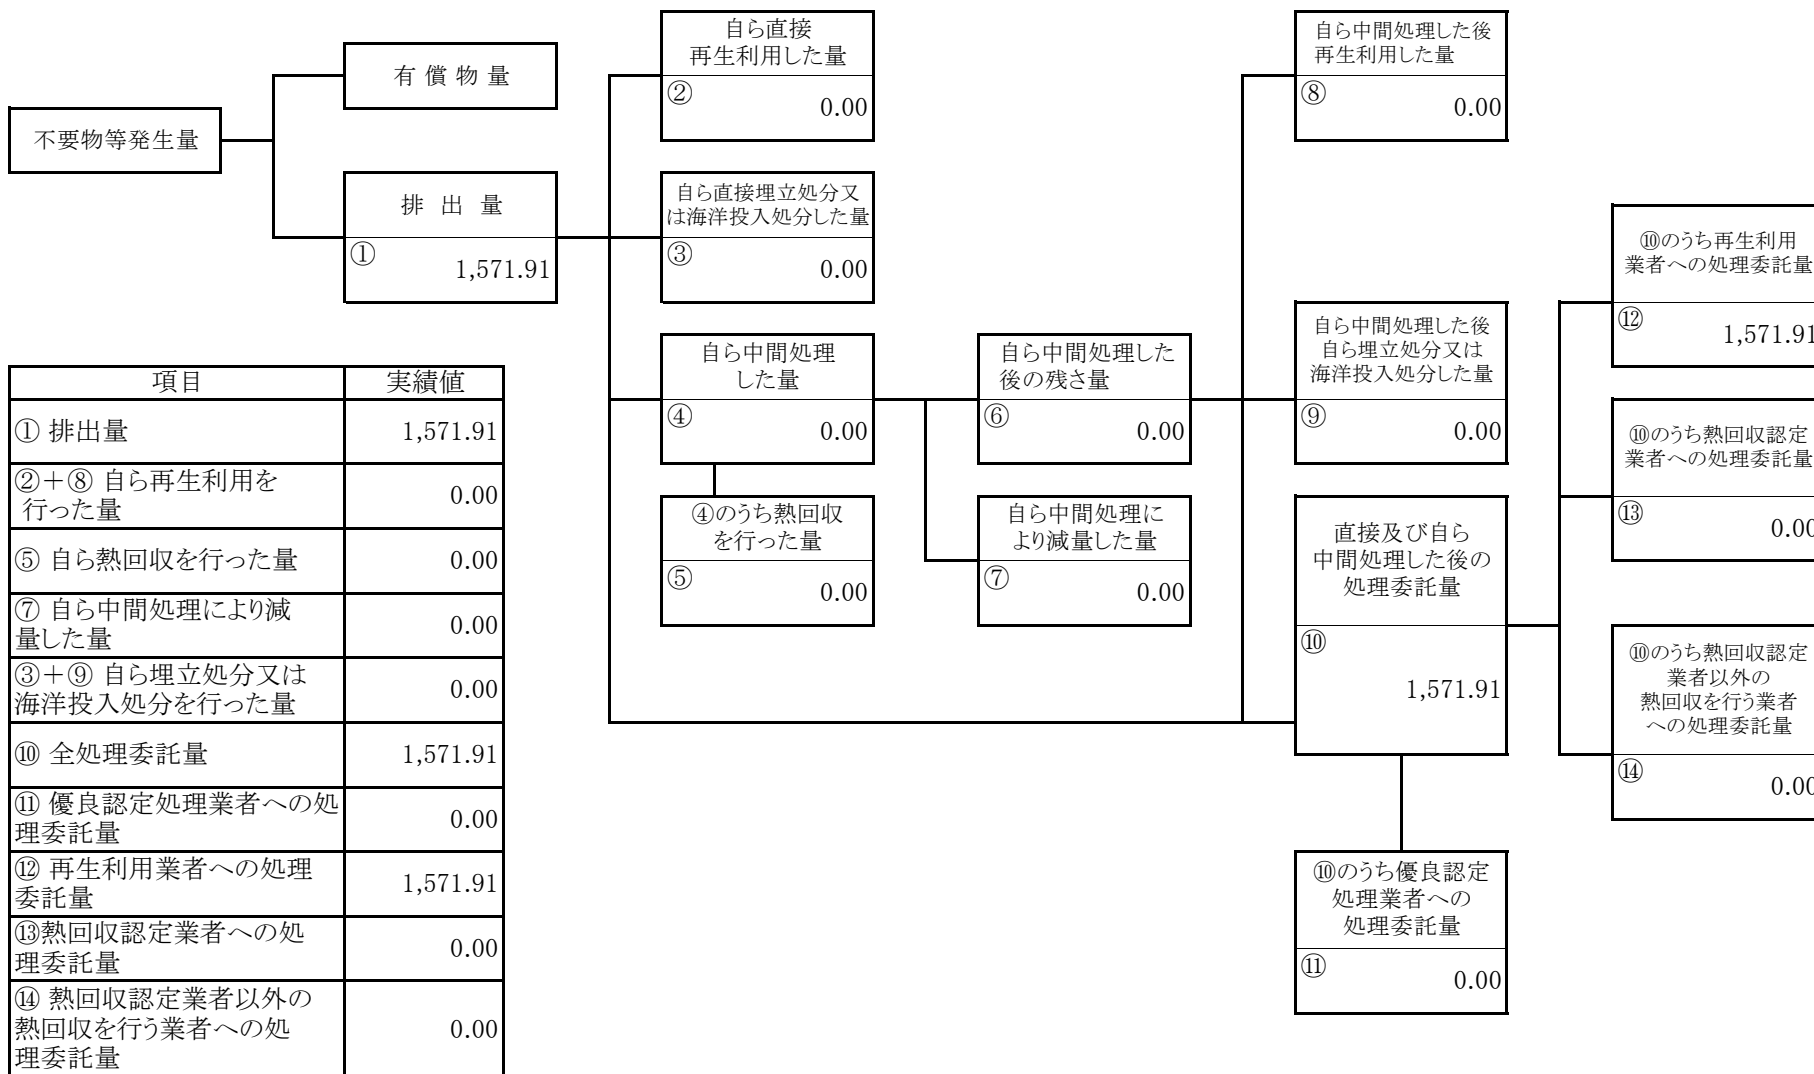 不要物等発生量
有 償 物 量
排 出 量
①
1,571.91
自ら直接
再生利用した量
②
0.00
自ら直接埋立処分又
は海洋投入処分した量
③
0.00
自ら中間処理
した量
④
0.00
④のうち熱回収
を行った量
⑤
0.00
自ら中間処理した
後の残さ量
⑥
0.00
自ら中間処理に
より減量した量
⑦
0.00
自ら中間処理した後
再生利用した量
⑧
0.00
自ら中間処理した後
自ら埋立処分又は
海洋投入処分した量
⑨
0.00
直接及び自ら
中間処理した後の
処理委託量
⑩
1,571.91
⑩のうち優良認定
処理業者への
処理委託量
⑪
0.00
⑩のうち再生利用
業者への処理委託量
⑫
1,571.91
⑩のうち熱回収認定
業者への処理委託量
⑬
0.00
⑩のうち熱回収認定
業者以外の
熱回収を行う業者
への処理委託量
⑭
0.00
項目 実績値
① 排出量 1,571.91
②＋⑧ 自ら再生利用を
行った量 0.00
⑤ 自ら熱回収を行った量 0.00
⑦ 自ら中間処理により減
量した量 0.00
③＋⑨ 自ら埋立処分又は
海洋投入処分を行った量 0.00
⑩ 全処理委託量 1,571.91
⑪ 優良認定処理業者への処
理委託量 0.00
⑫ 再生利用業者への処理
委託量 1,571.91
⑬熱回収認定業者への処
理委託量 0.00
⑭ 熱回収認定業者以外の
熱回収を行う業者への処
理委託量 0.00